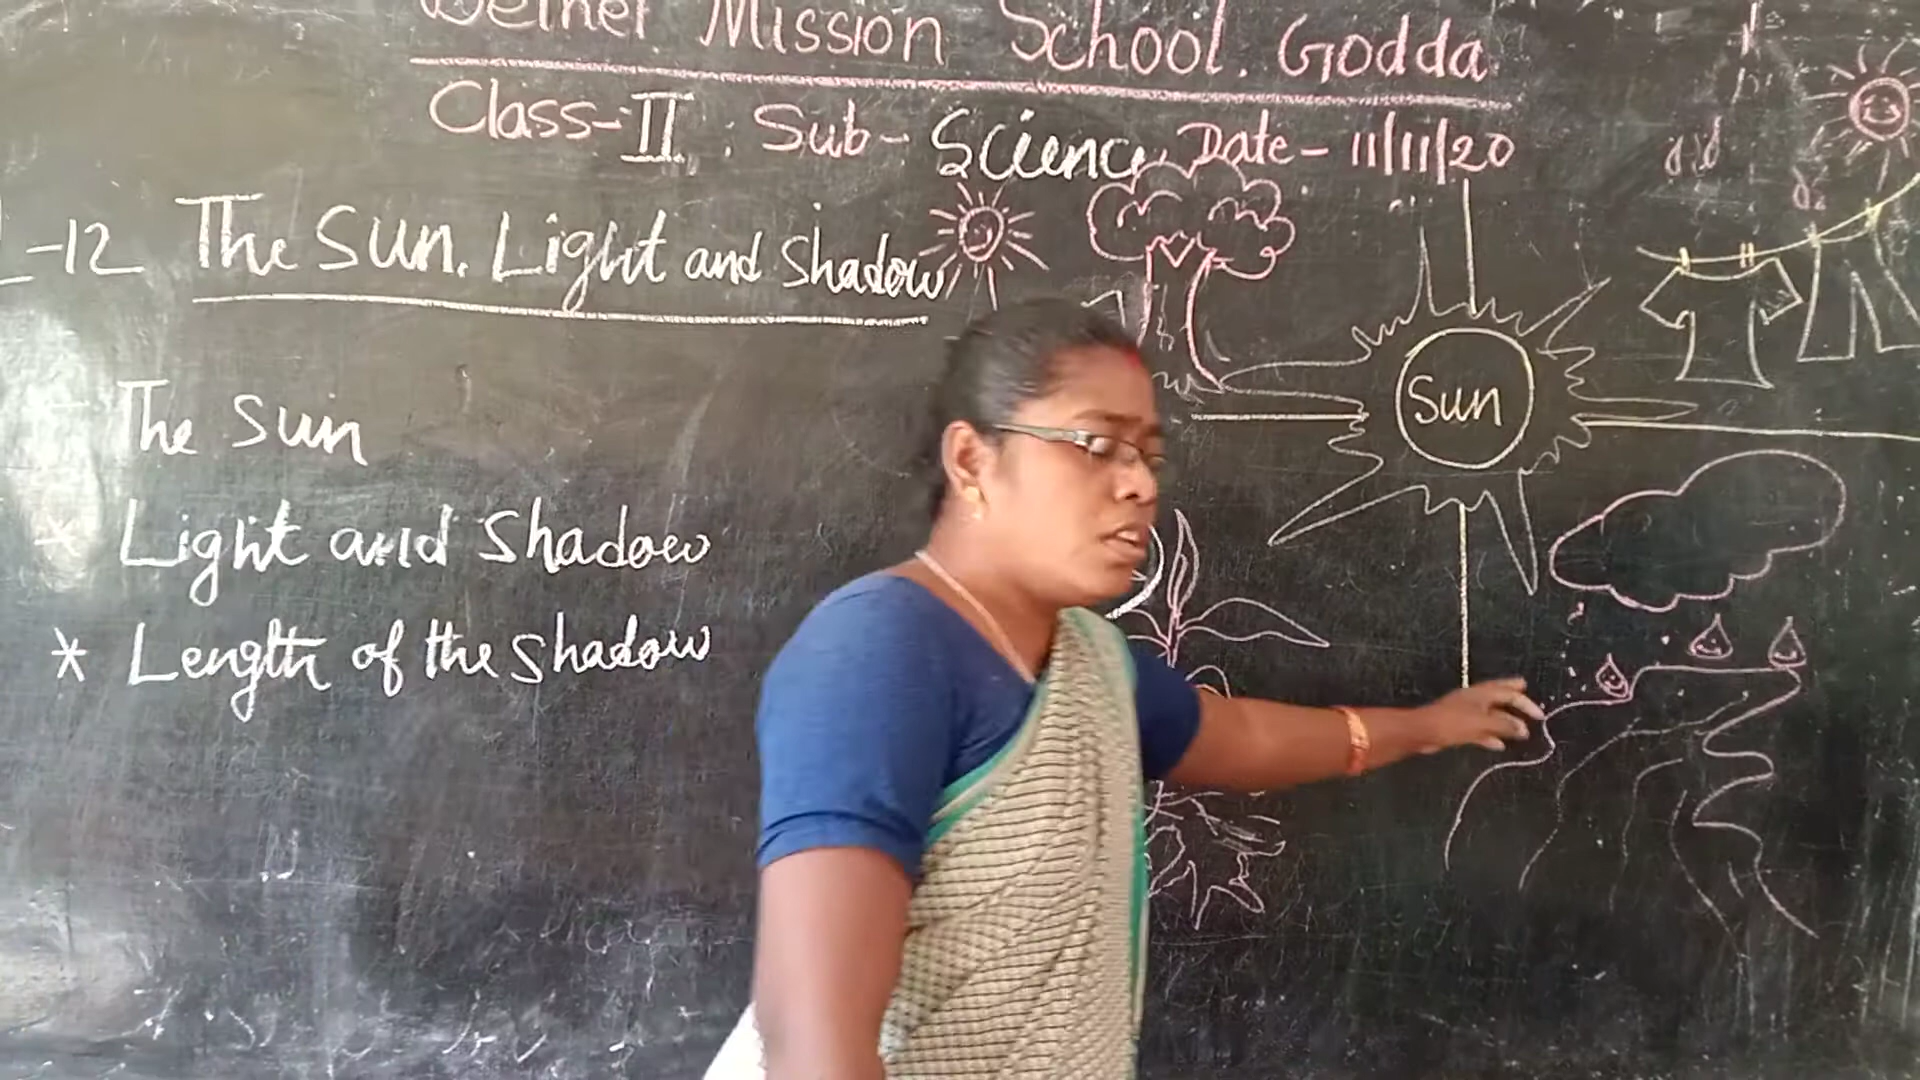 Bethel Mission School. Godda
Class-II : Sub- Science Date - 11/11/20
L-12 The Sun, Light and Shadow
Sun
The Sun
* Light and Shadow
* Length of the Shadow